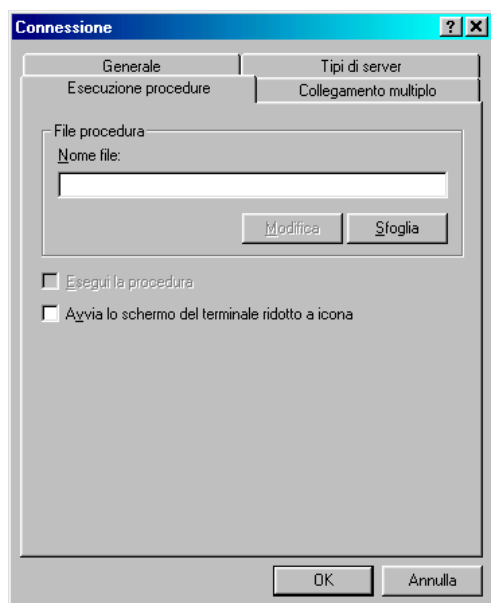 Connessione
Generale
Tipi di server
Esecuzione procedure
Collegamento multiplo
File procedura
Nome file:
Modifica
Sfoglia
Esegui la procedura
Avvia lo schermo del terminale ridotto a icona
OK
Annulla